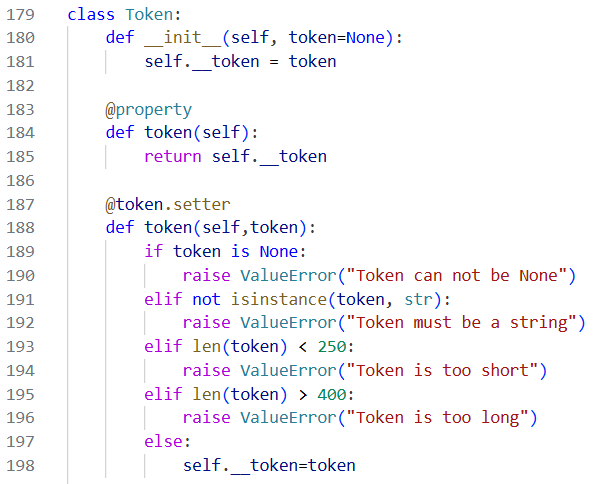 179 class Token:
180     def __init__(self, token=None):
181         self.__token = token
182
183     @property
184     def token(self):
185         return self.__token
186
187     @token.setter
188     def token(self,token):
189         if token is None:
190             raise ValueError("Token can not be None")
191         elif not isinstance(token, str):
192             raise ValueError("Token must be a string")
193         elif len(token) < 250:
194             raise ValueError("Token is too short")
195         elif len(token) > 400:
196             raise ValueError("Token is too long")
197         else:
198             self.__token=token